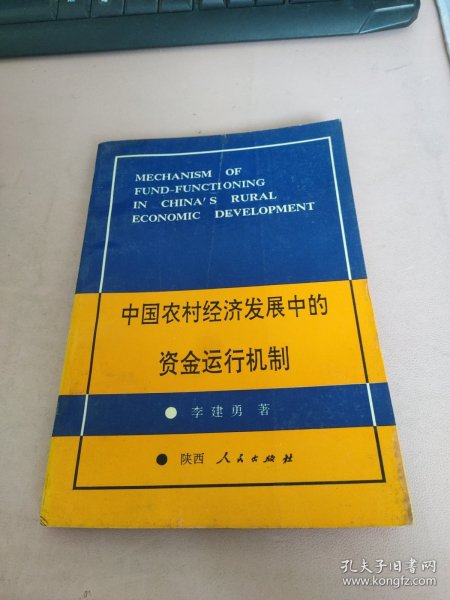 MECHANISM OF
FUND-FUNCTIONING
IN CHINA'S RURAL
ECONOMIC DEVELOPMENT
中国农村经济发展中的
资金运行机制
李建勇 著
陕西 人民出版社
孔夫子旧书网
www.kongfz.com